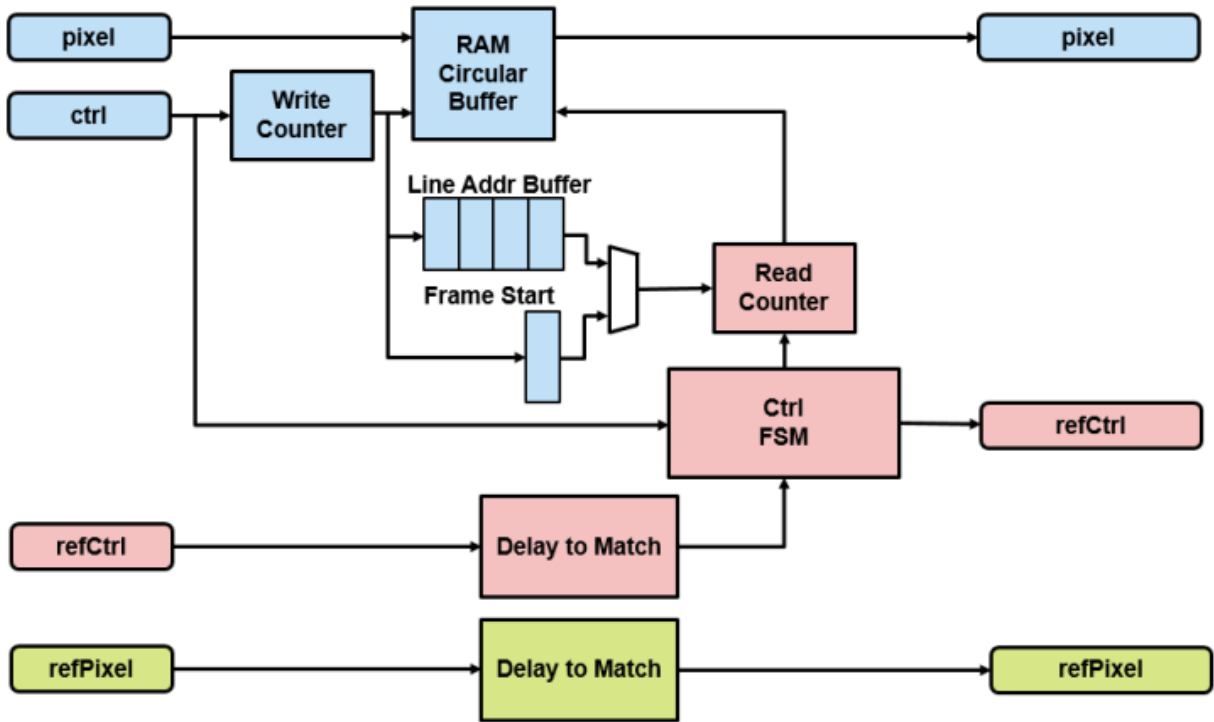 pixel
RAM
Circular
Buffer
pixel
ctrl
Write
Counter
Line Addr Buffer
Frame Start
Read
Counter
Ctrl
FSM
refCtrl
refCtrl
Delay to Match
refPixel
Delay to Match
refPixel